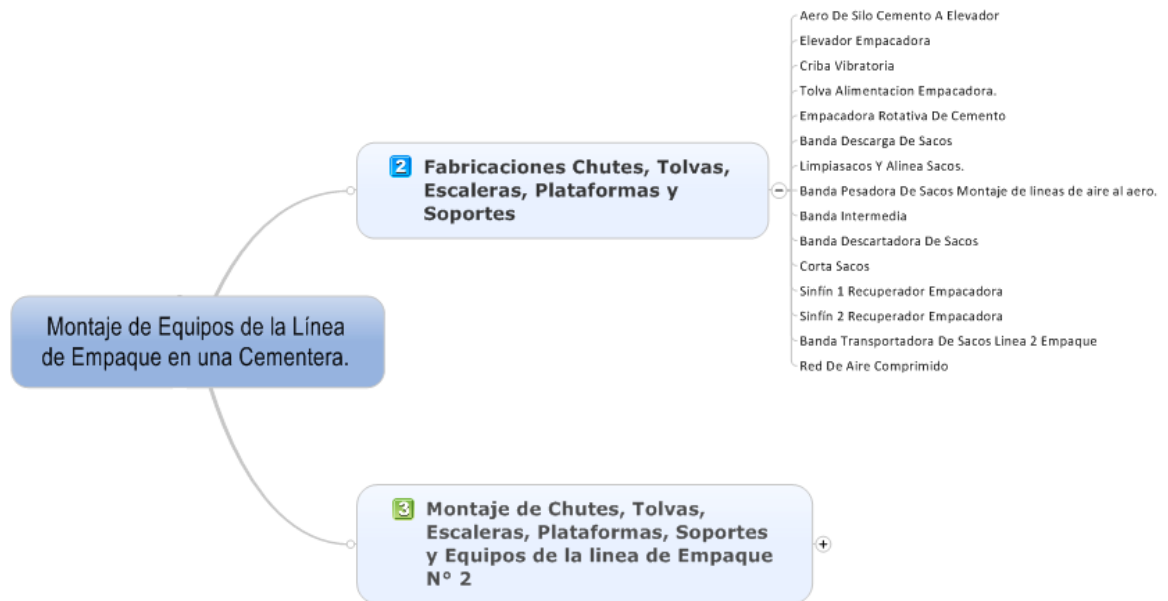 Montaje de Equipos de la Línea
de Empaque en una Cementera.
2 Fabricaciones Chutes, Tolvas,
Escaleras, Plataformas y
Soportes
Aero De Silo Cemento A Elevador
Elevador Empacadora
Criba Vibratoria
Tolva Alimentacion Empacadora.
Empacadora Rotativa De Cemento
Banda Descarga De Sacos
Limpiasacos Y Alinea Sacos.
Banda Pesadora De Sacos Montaje de lineas de aire al aero.
Banda Intermedia
Banda Descartadora De Sacos
Corta Sacos
Sinfín 1 Recuperador Empacadora
Sinfín 2 Recuperador Empacadora
Banda Transportadora De Sacos Linea 2 Empaque
Red De Aire Comprimido
3 Montaje de Chutes, Tolvas,
Escaleras, Plataformas, Soportes
y Equipos de la linea de Empaque
N° 2